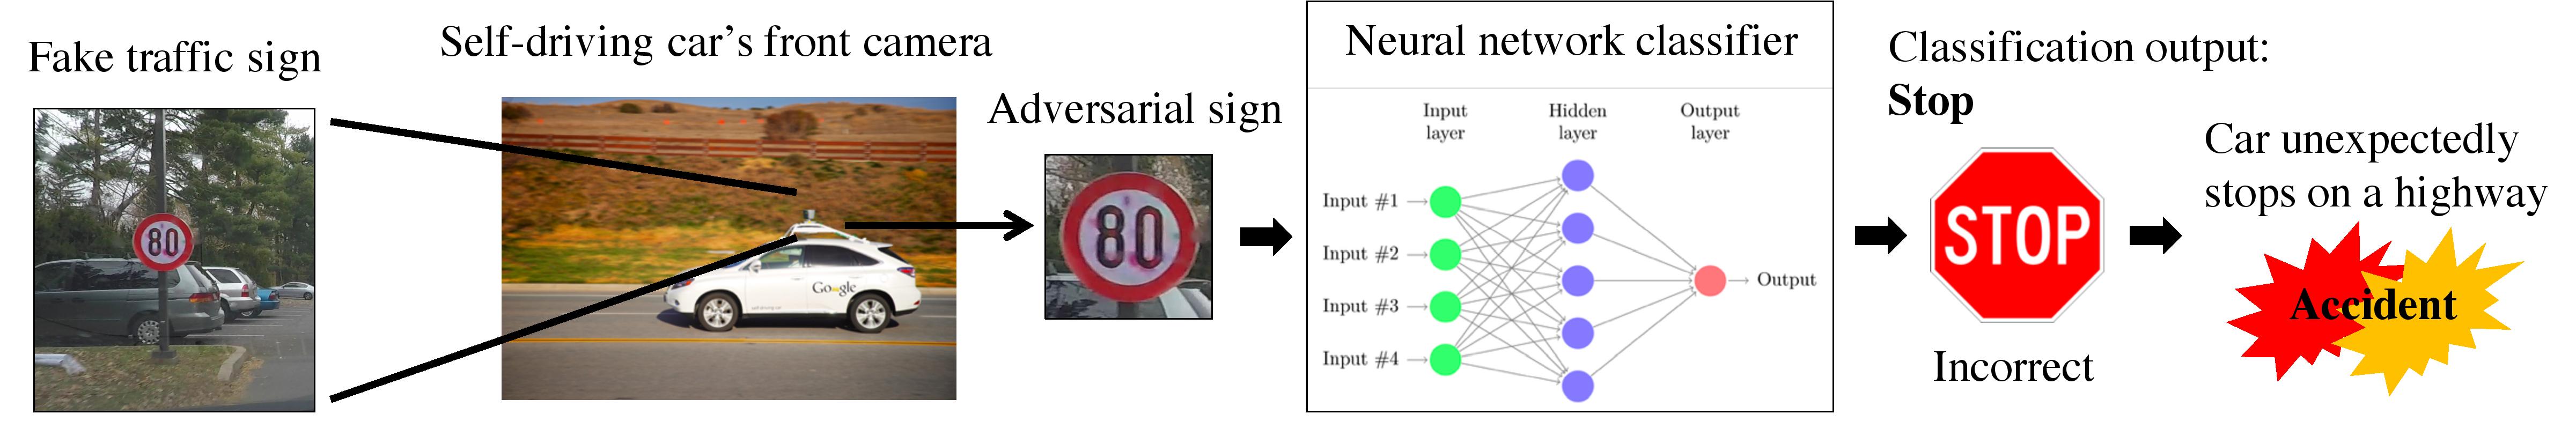 Fake traffic sign
80
Self-driving car's front camera
Google
Adversarial sign
80
Neural network classifier
Input
layer
Hidden
layer
Output
layer
Input #1
Input #2
Input #3
Input #4
Output
Classification output:
Stop
STOP
Incorrect
Car unexpectedly
stops on a highway
Accident